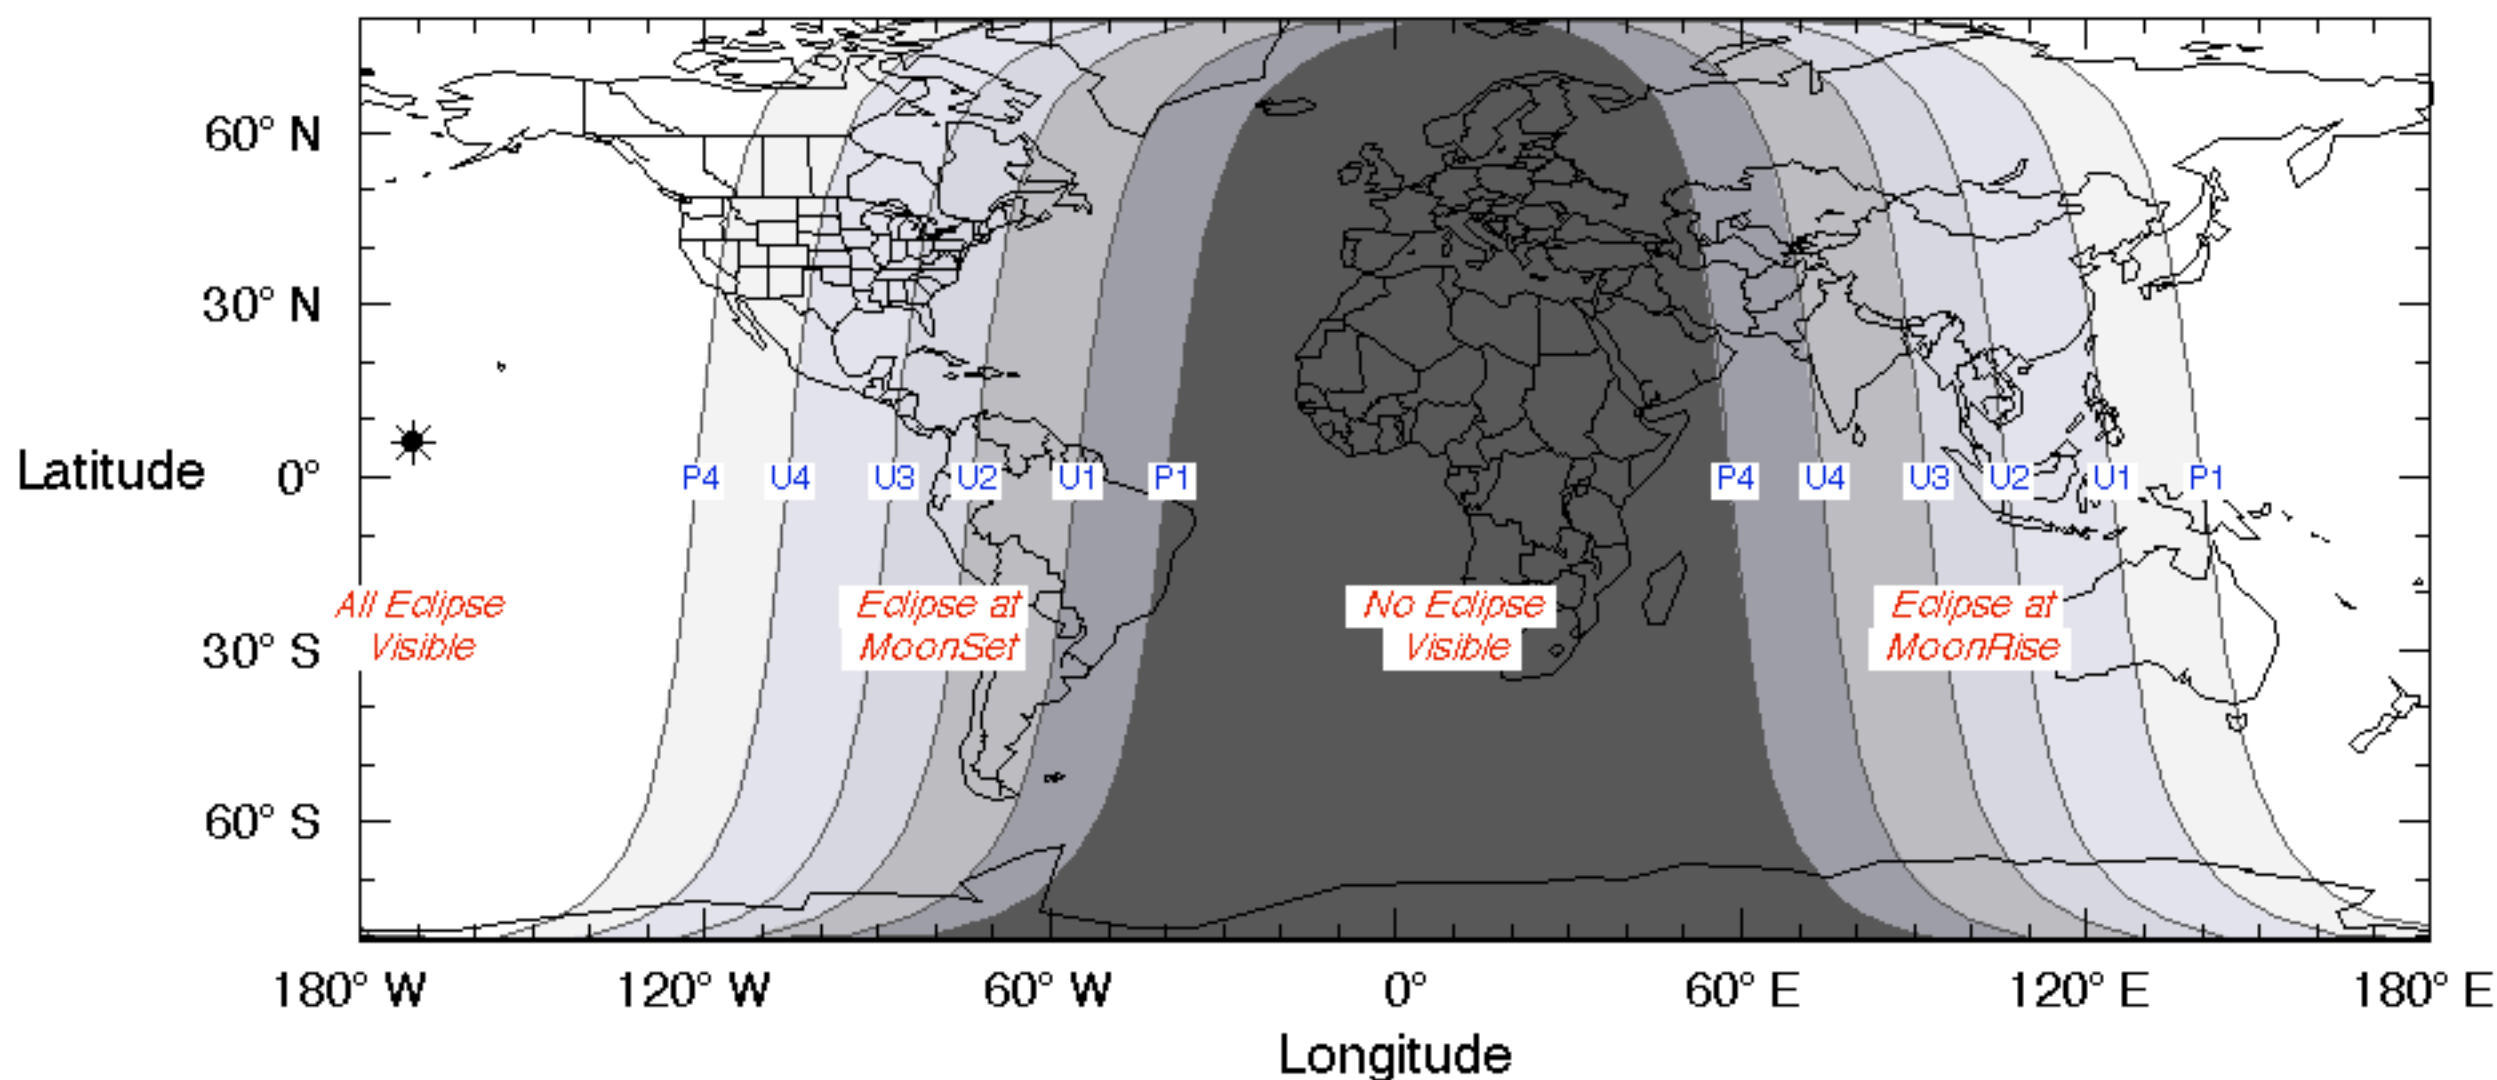 60° N
30° N
Latitude 0°
P4 U4 U3 U2 U1 P1 P4 U4 U3 U2 U1 P1
All Eclipse
Visible
Eclipse at
MoonSet
No Eclipse
Visible
Eclipse at
MoonRise
30° S
60° S
180° W 120° W 60° W 0° 60° E 120° E 180° E
Longitude